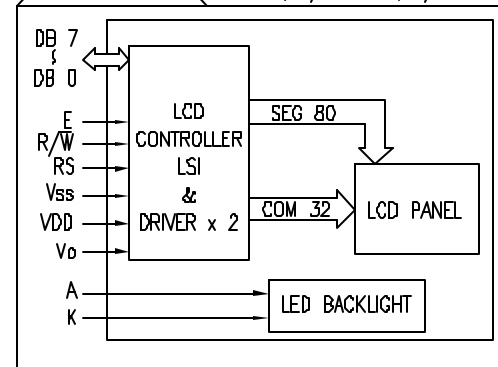 DB 7
DB 0
E
R/W̅
RS
Vss
VDD
Vo
A
K
LCD
CONTROLLER
LSI
&
DRIVER x 2
SEG 80
COM 32
LCD PANEL
LED BACKLIGHT